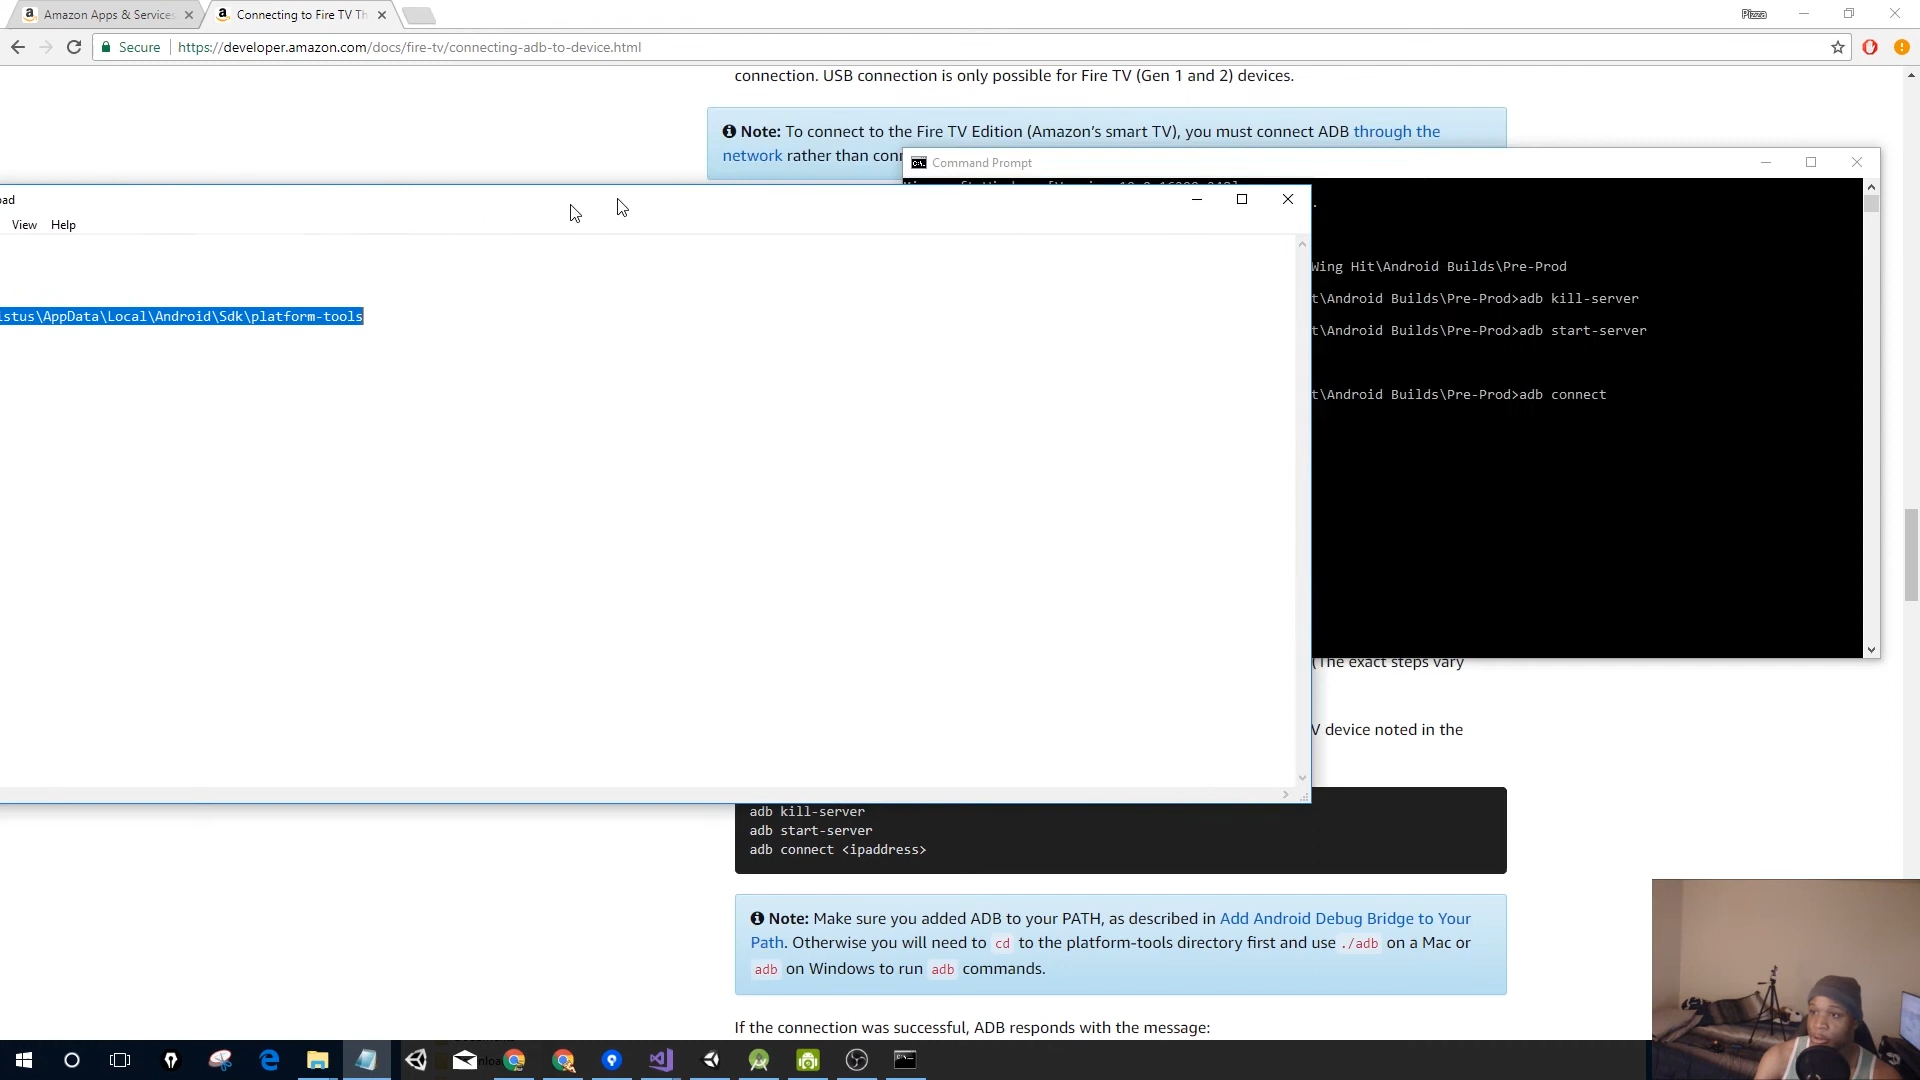 Amazon Apps & Services
Connecting to Fire TV Th
Pizza
Secure
https://developer.amazon.com/docs/fire-tv/connecting-adb-to-device.html
connection. USB connection is only possible for Fire TV (Gen 1 and 2) devices.
Note: To connect to the Fire TV Edition (Amazon’s smart TV), you must connect ADB through the
network rather than conn
Command Prompt
ad
View Help
Wing Hit\Android Builds\Pre-Prod
t\Android Builds\Pre-Prod>adb kill-server
istus\AppData\Local\Android\Sdk\platform-tools
t\Android Builds\Pre-Prod>adb start-server
t\Android Builds\Pre-Prod>adb connect
(The exact steps vary
V device noted in the
adb kill-server
adb start-server
adb connect <ipaddress>
Note: Make sure you added ADB to your PATH, as described in Add Android Debug Bridge to Your
Path. Otherwise you will need to cd to the platform-tools directory first and use ./adb on a Mac or
adb on Windows to run adb commands.
If the connection was successful, ADB responds with the message: